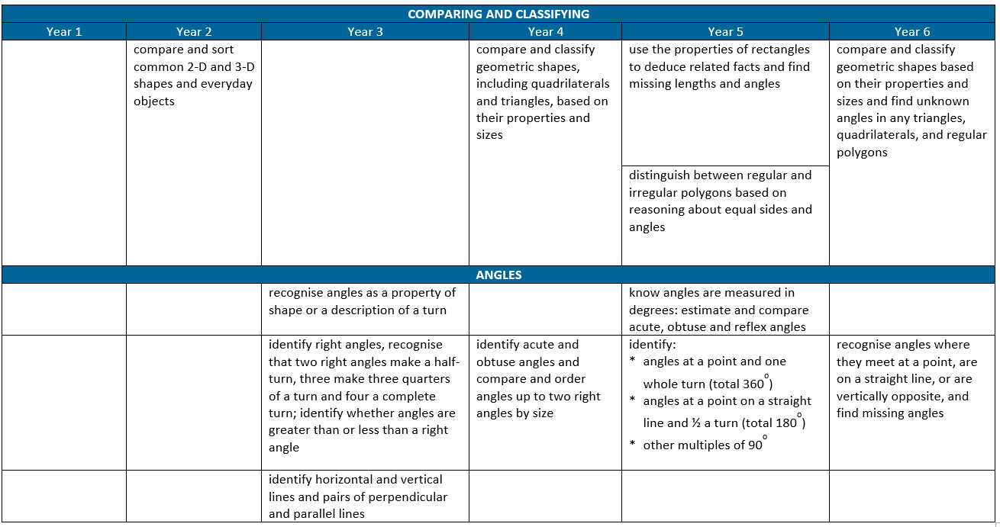 COMPARING AND CLASSIFYING
Year 1 Year 2 Year 3 Year 4 Year 5 Year 6
compare and sort
common 2-D and 3-D
shapes and everyday
objects
compare and classify
geometric shapes,
including quadrilaterals
and triangles, based on
their properties and
sizes
use the properties of rectangles
to deduce related facts and find
missing lengths and angles
distinguish between regular and
irregular polygons based on
reasoning about equal sides and
angles
compare and classify
geometric shapes based
on their properties and
sizes and find unknown
angles in any triangles,
quadrilaterals, and regular
polygons
ANGLES
recognise angles as a property of
shape or a description of a turn
know angles are measured in
degrees: estimate and compare
acute, obtuse and reflex angles
identify right angles, recognise
that two right angles make a half-
turn, three make three quarters
of a turn and four a complete
turn; identify whether angles are
greater than or less than a right
angle
identify acute and
obtuse angles and
compare and order
angles up to two right
angles by size
identify:
* angles at a point and one
whole turn (total 360°)
* angles at a point on a straight
line and ½ a turn (total 180°)
* other multiples of 90°
recognise angles where
they meet at a point, are
on a straight line, or are
vertically opposite, and
find missing angles
identify horizontal and vertical
lines and pairs of perpendicular
and parallel lines